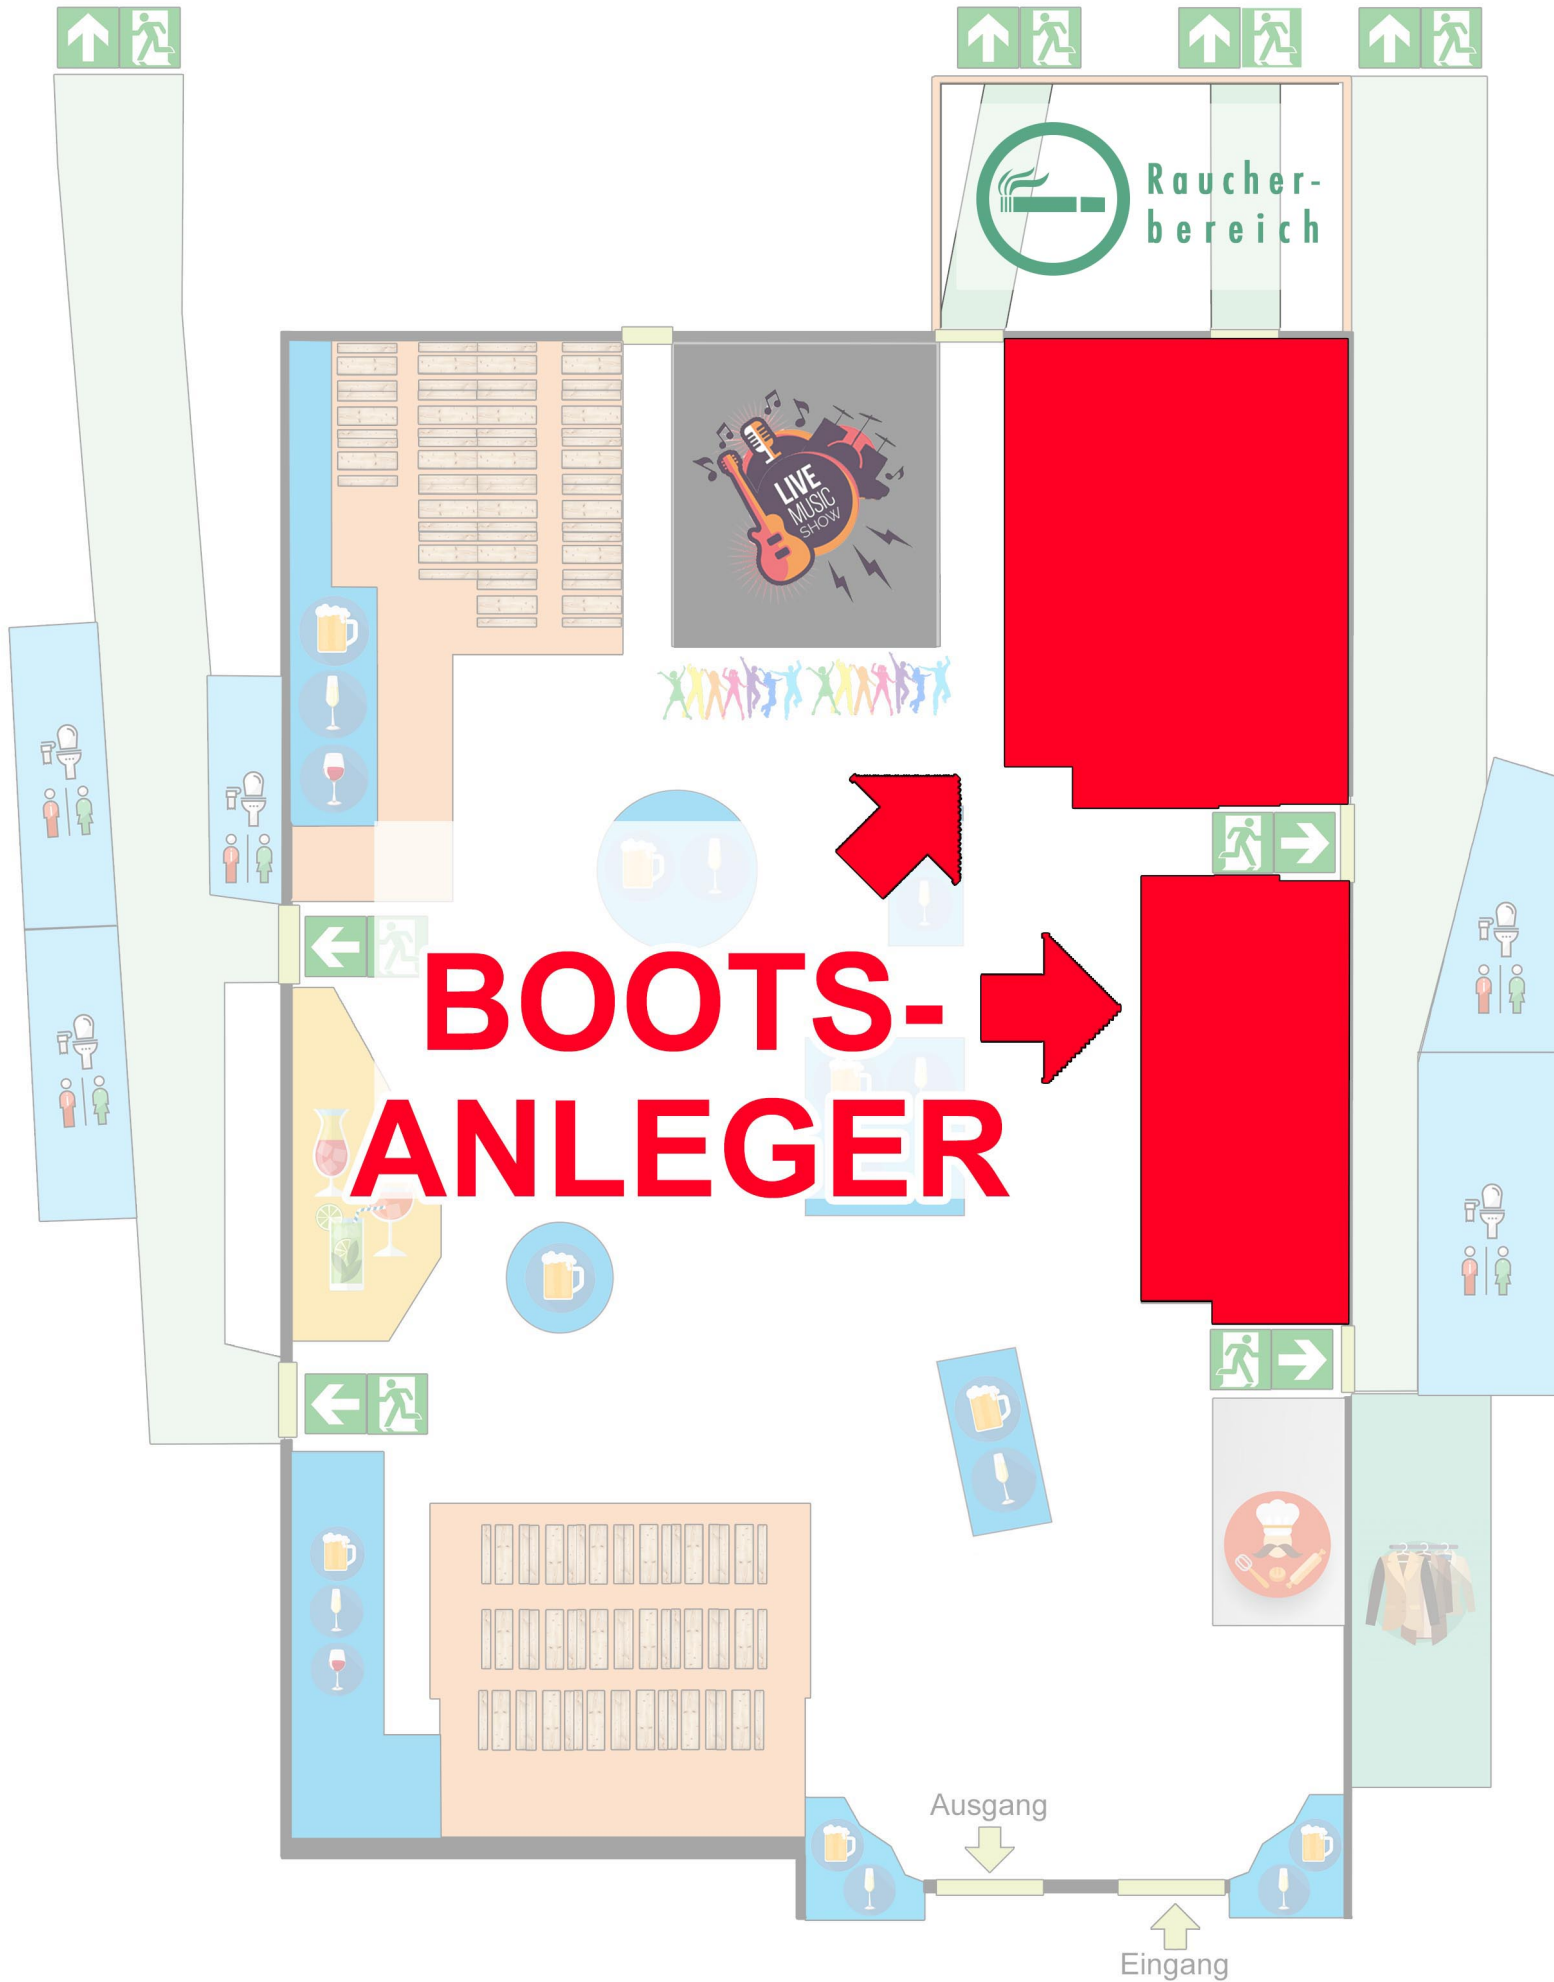 Raucher-
bereich
LIVE
MUSIC
SHOW
BOOTS-
ANLEGER
Ausgang
Eingang